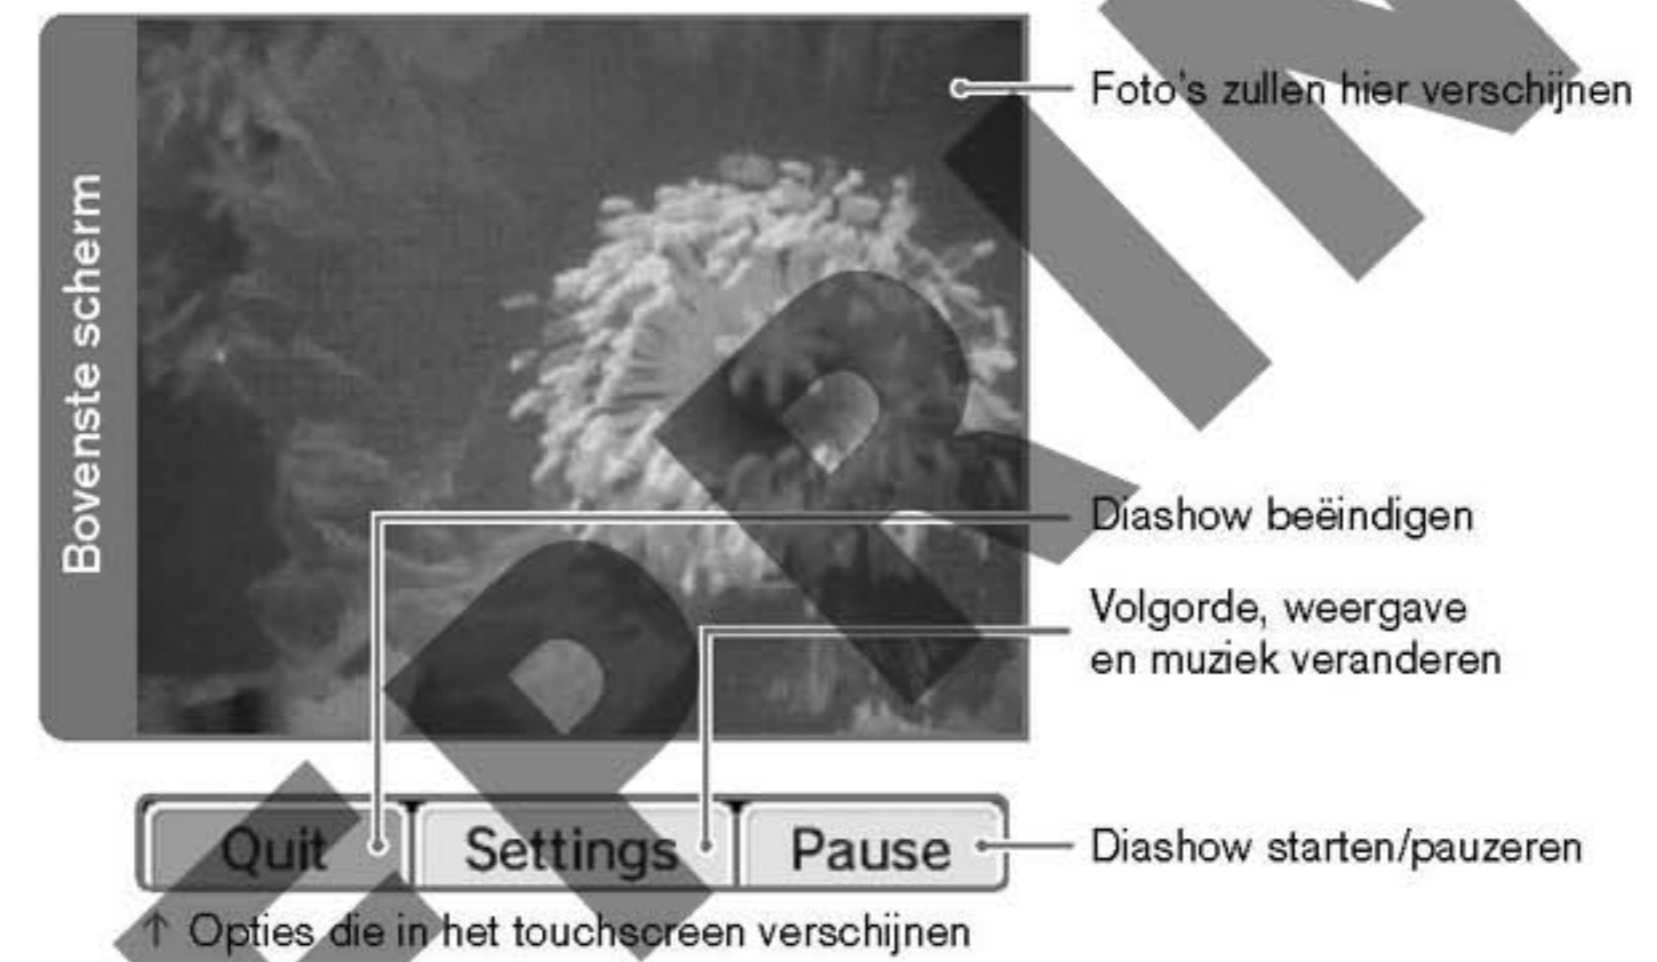 Bovenste scherm
Foto's zullen hier verschijnen
Diashow beëindigen
Volgorde, weergave
en muziek veranderen
Quit
Settings
Pause
Diashow starten/pauzeren
↑ Opties die in het touchscreen verschijnen